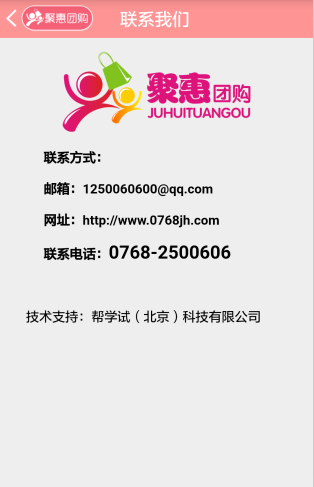 聚惠团购
联系我们
聚惠团购
JUHUITUANGOU
联系方式：
邮箱：1250060600@qq.com
网址：http://www.0768jh.com
联系电话：0768-2500606
技术支持：帮学试（北京）科技有限公司